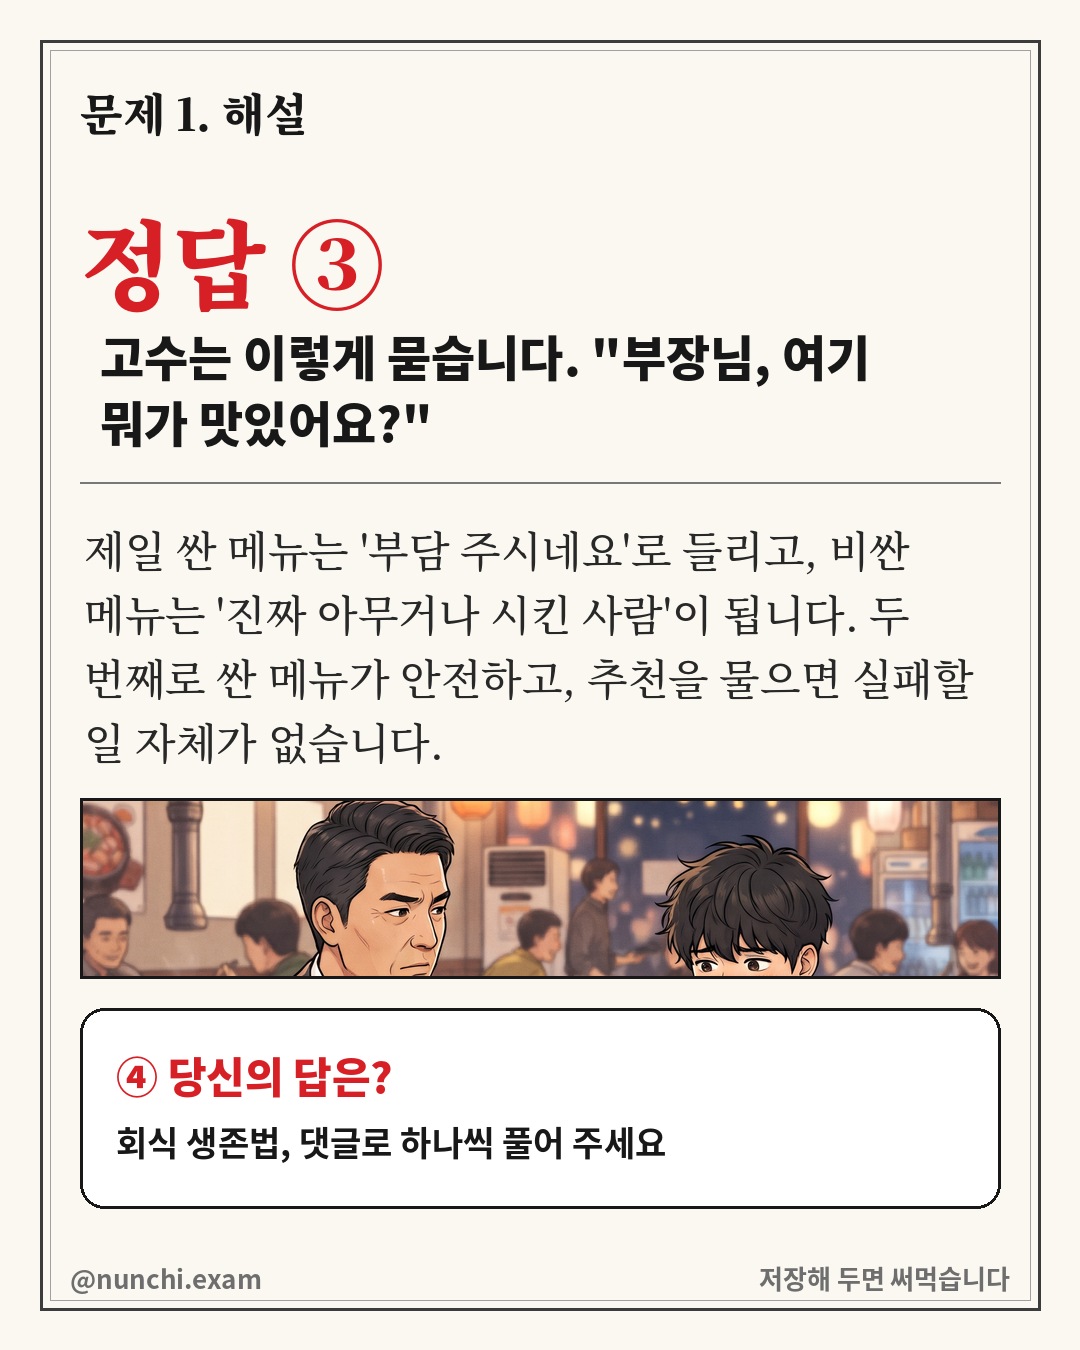 문제 1. 해설
정답 ③
고수는 이렇게 묻습니다. "부장님, 여기
뭐가 맛있어요?"
제일 싼 메뉴는 '부담 주시네요'로 들리고, 비싼
메뉴는 '진짜 아무거나 시킨 사람'이 됩니다. 두
번째로 싼 메뉴가 안전하고, 추천을 물으면 실패할
일 자체가 없습니다.
④ 당신의 답은?
회식 생존법, 댓글로 하나씩 풀어 주세요
@nunchi.exam
저장해 두면 써먹습니다